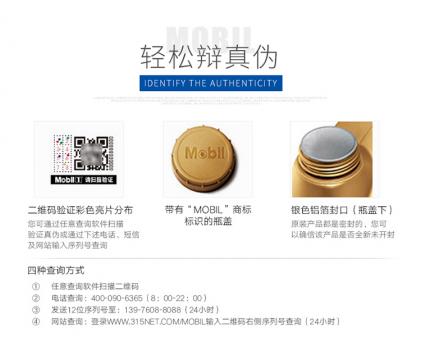 MOBIL
轻松辩真伪
IDENTIFY THE AUTHENTICITY
Mobil 1 请扫我验证
Mobil
二维码验证彩色亮片分布
您可通过任意查询软件扫描
验证真伪或通过下述电话、短信
及网站输入序列号查询
带有“MOBIL”商标
标识的瓶盖
银色铝箔封口（瓶盖下）
原装产品都是密封的，您可
以确信该产品是否全新未开封
四种查询方式
① 任意查询软件扫描二维码
② 电话查询：400-090-6365（8：00-22：00）
③ 发送12位序列号至：139-7608-8088（24小时）
④ 网站查询：登录WWW.315NET.COM/MOBIL输入二维码右侧序列号查询（24小时）